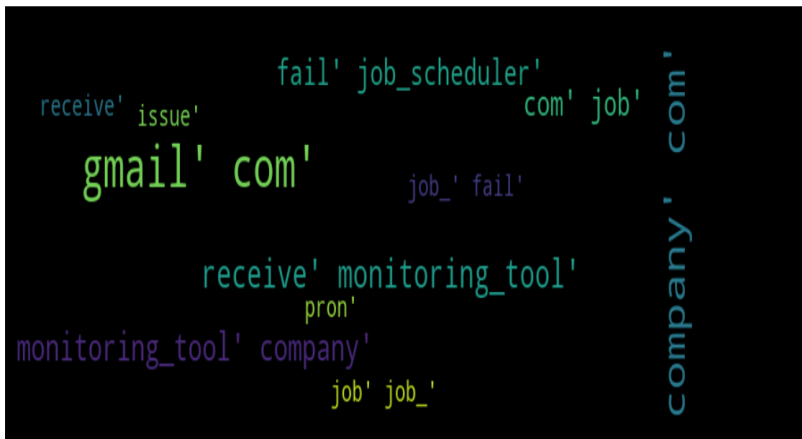 fail' job_scheduler'
receive'
issue'
com' job'
gmail' com'
job_' fail'
receive' monitoring_tool'
pron'
monitoring_tool' company'
job' job_'
company' com'